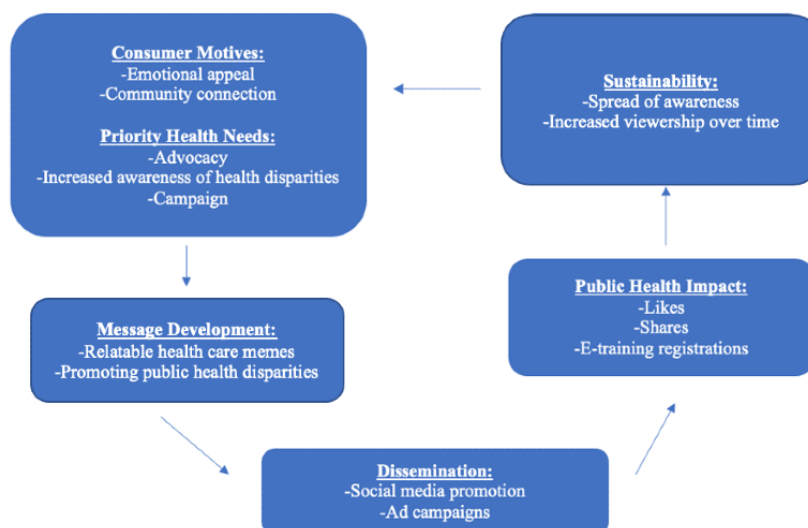 Consumer Motives:
-Emotional appeal
-Community connection
Priority Health Needs:
-Advocacy
-Increased awareness of health disparities
-Campaign
Message Development:
-Relatable health care memes
-Promoting public health disparities
Dissemination:
-Social media promotion
-Ad campaigns
Public Health Impact:
-Likes
-Shares
-E-training registrations
Sustainability:
-Spread of awareness
-Increased viewership over time